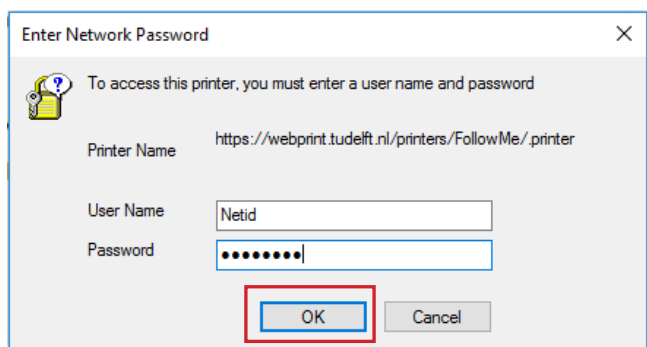 Enter Network Password
To access this printer, you must enter a user name and password
Printer Name https://webprint.tudelft.nl/printers/FollowMe/.printer
User Name Netid
Password ●●●●●●●●
OK Cancel